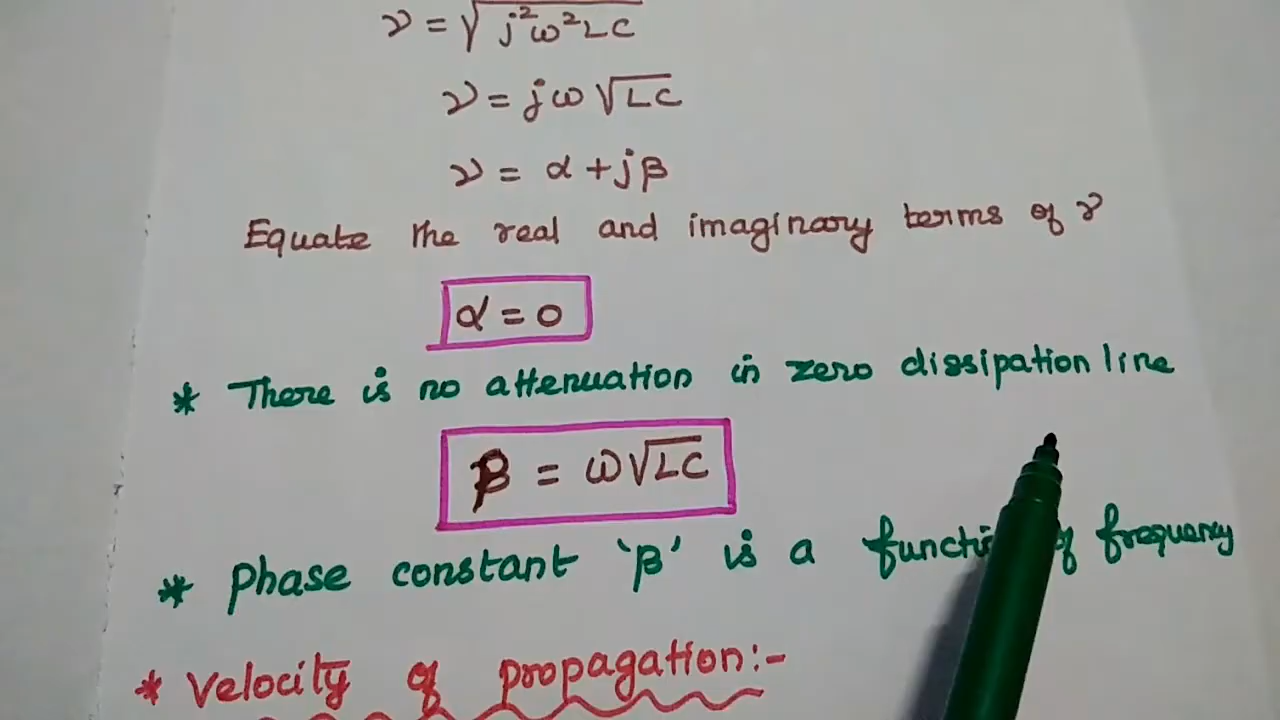 γ = √j²ω²LC
γ = jω √LC
γ = α + jβ
Equate the real and imaginary terms of γ
α = 0
* There is no attenuation in zero dissipation line
β = ω√LC
* Phase constant 'β' is a of frequency
* Velocity of propagation:-